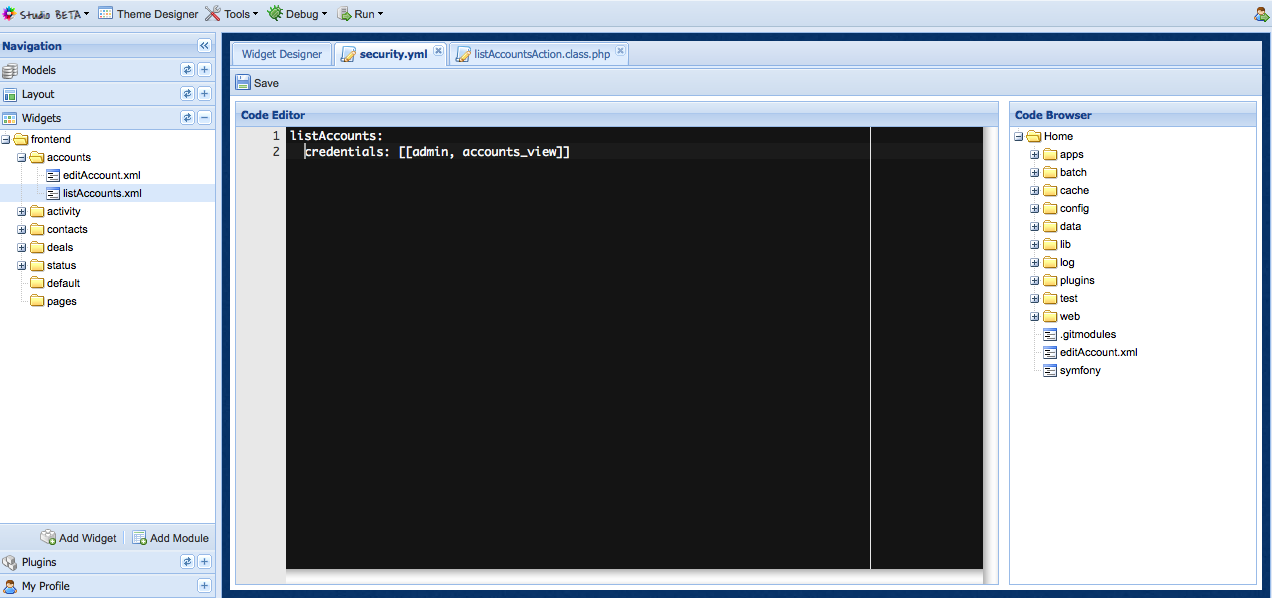 Studio BETA Theme Designer Tools Debug Run
Navigation
Models
Layout
Widgets
frontend
accounts
editAccount.xml
listAccounts.xml
activity
contacts
deals
status
default
pages
Add Widget Add Module
Plugins
My Profile
Widget Designer security.yml listAccountsAction.class.php
Save
Code Editor
1 listAccounts:
2 credentials: [[admin, accounts_view]]
Code Browser
Home
apps
batch
cache
config
data
lib
log
plugins
test
web
.gitmodules
editAccount.xml
symfony